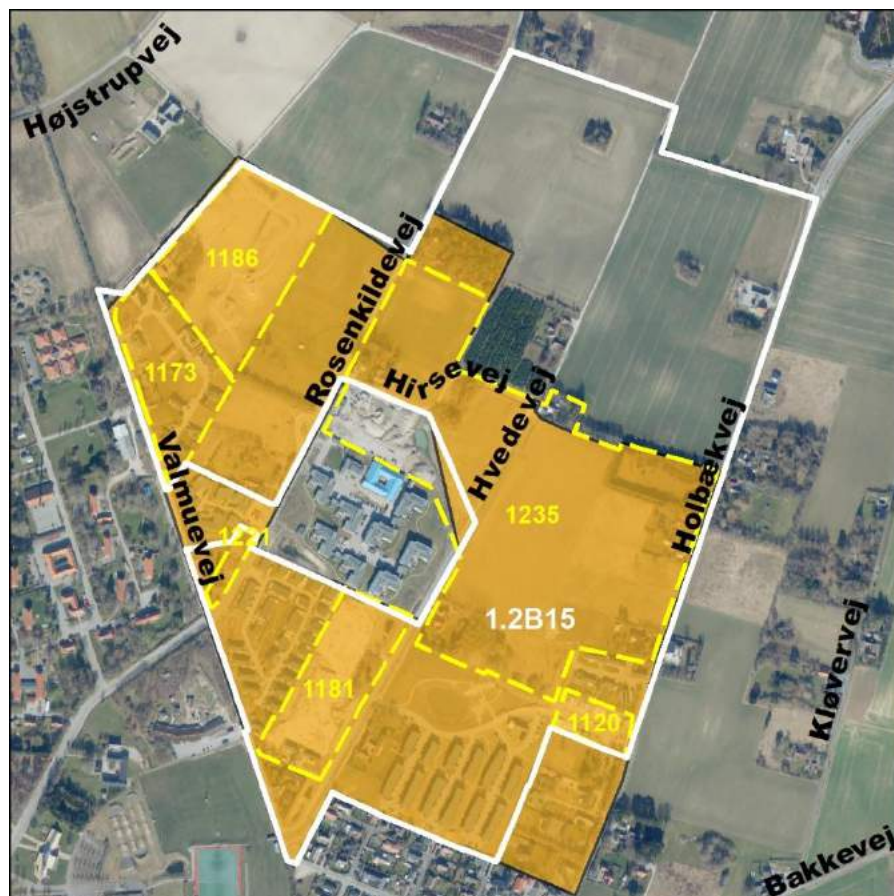 Højstrupvej
1186
Rosenkildevej
1173
Hirsevej
Hvedevej
Holbækvej
Valmuevej
1235
1.2B15
1181
1120
Kløvervej
Bakkevej